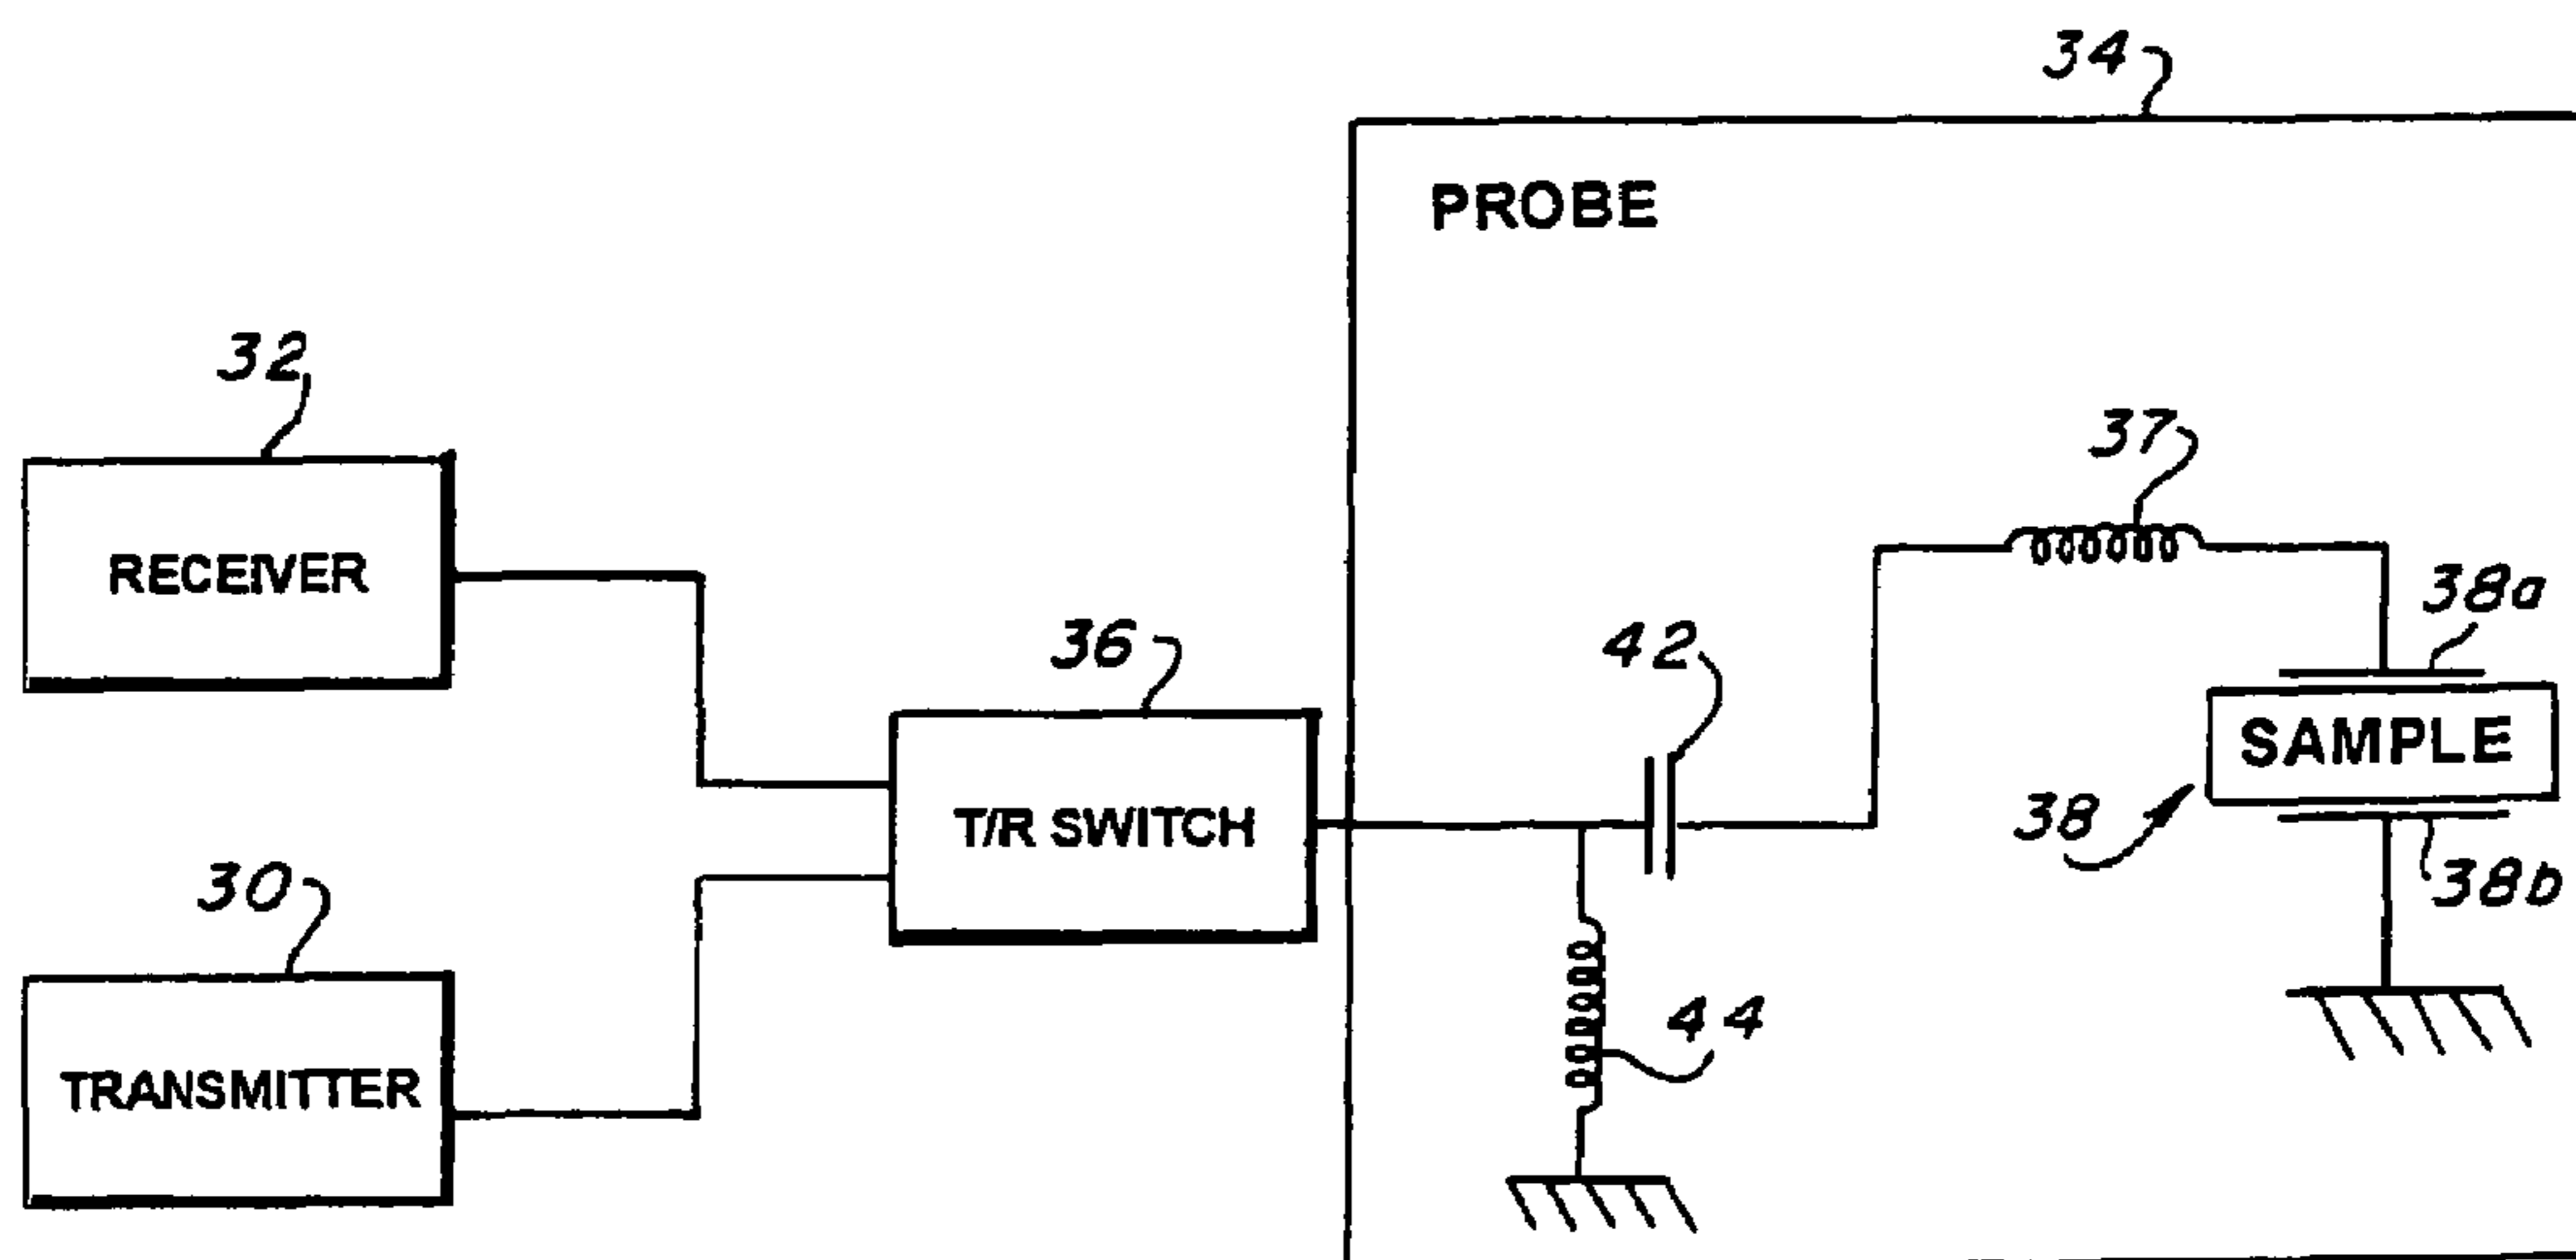 34
PROBE
32
37
RECEIVER
38a
36
42
SAMPLE
T/R SWITCH
38
30
38b
44
TRANSMITTER